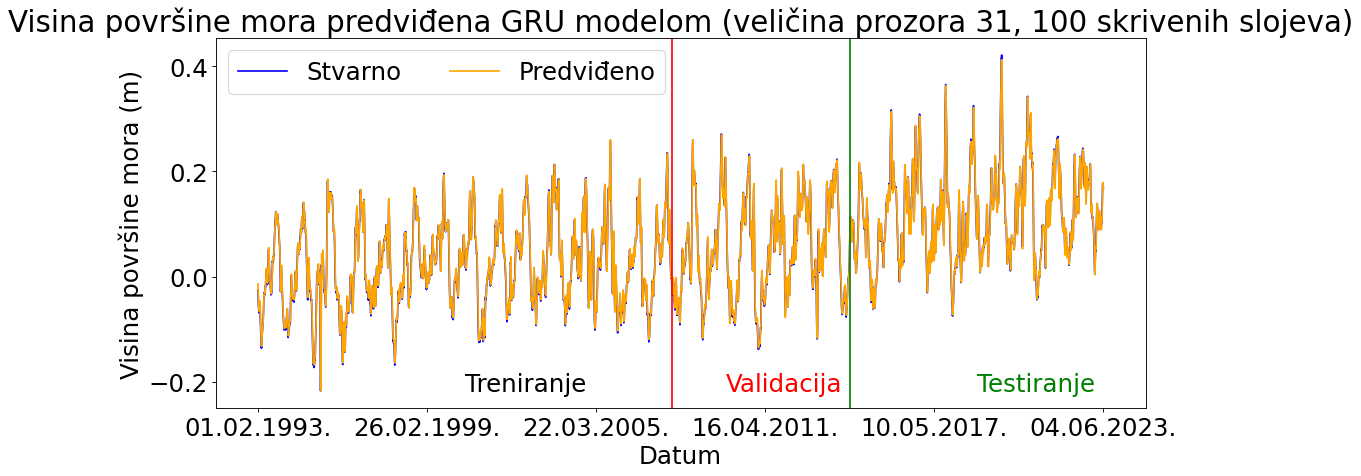 Visina površine mora predviđena GRU modelom (veličina prozora 31, 100 skrivenih slojeva)
Stvarno Predviđeno
Visina površine mora (m)
0.4
0.2
0.0
−0.2
Treniranje Validacija Testiranje
01.02.1993. 26.02.1999. 22.03.2005. 16.04.2011. 10.05.2017. 04.06.2023.
Datum